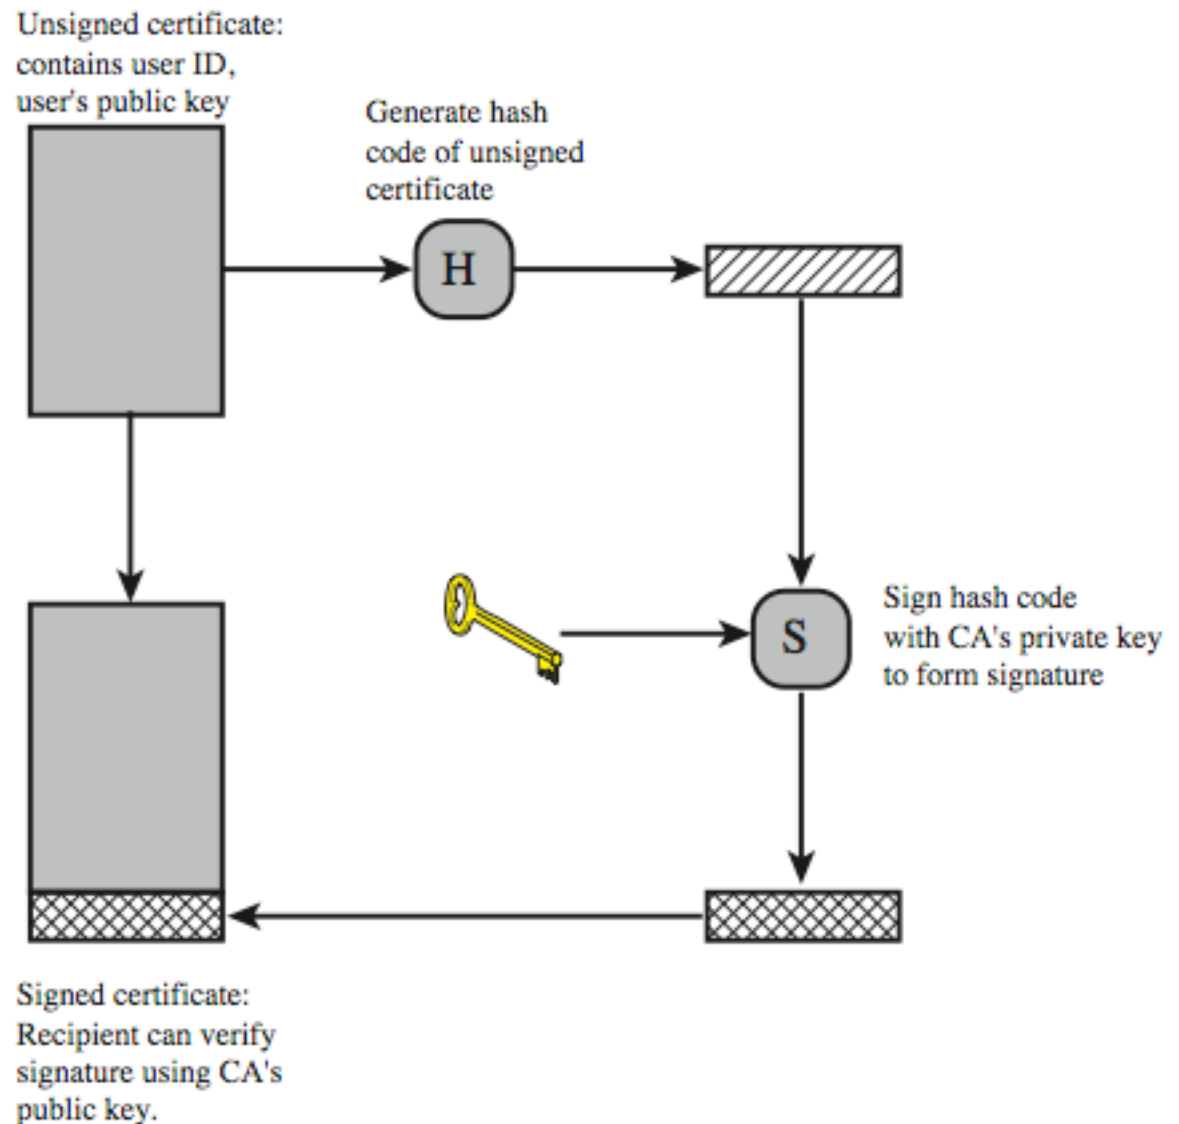 Unsigned certificate:
contains user ID,
user's public key
Generate hash
code of unsigned
certificate
H
S
Sign hash code
with CA's private key
to form signature
Signed certificate:
Recipient can verify
signature using CA's
public key.